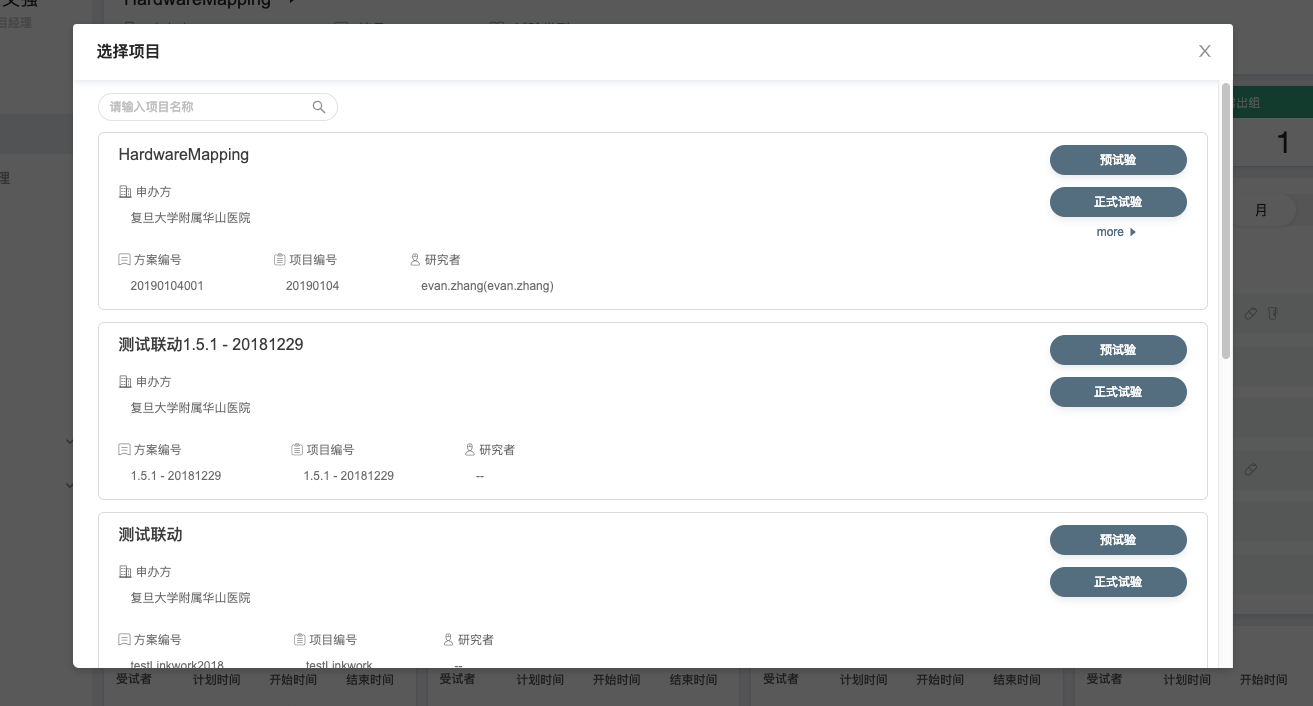 HardwareMapping
选择项目
X
请输入项目名称
HardwareMapping
预试验
申办方
正式试验
复旦大学附属华山医院
more
方案编号 项目编号 研究者
20190104001 20190104 evan.zhang(evan.zhang)
测试联动1.5.1 - 20181229
预试验
申办方
正式试验
复旦大学附属华山医院
方案编号 项目编号 研究者
1.5.1 - 20181229 1.5.1 - 20181229 --
测试联动
预试验
申办方
正式试验
复旦大学附属华山医院
方案编号 项目编号 研究者
testLinkwork2018 testLinkwork --
出组
1
月
理
受试者 计划时间 开始时间 结束时间 受试者 计划时间 开始时间 结束时间 受试者 计划时间 开始时间 结束时间 受试者 计划时间 开始时间